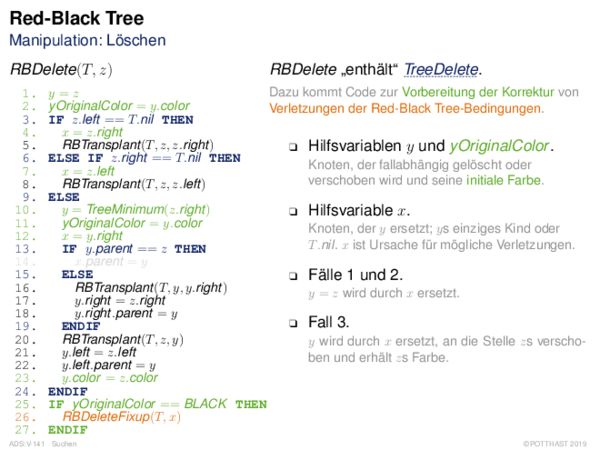 Red-Black Tree
Manipulation: Löschen
RBDelete(T, z)
1. y = z
2. yOriginalColor = y.color
3. IF z.left == T.nil THEN
4. x = z.right
5. RBTransplant(T, z, z.right)
6. ELSE IF z.right == T.nil THEN
7. x = z.left
8. RBTransplant(T, z, z.left)
9. ELSE
10. y = TreeMinimum(z.right)
11. yOriginalColor = y.color
12. x = y.right
13. IF y.parent == z THEN
14. x.parent = y
15. ELSE
16. RBTransplant(T, y, y.right)
17. y.right = z.right
18. y.right.parent = y
19. ENDIF
20. RBTransplant(T, z, y)
21. y.left = z.left
22. y.left.parent = y
23. y.color = z.color
24. ENDIF
25. IF yOriginalColor == BLACK THEN
26. RBDeleteFixup(T, x)
27. ENDIF
RBDelete „enthält“ TreeDelete.
Dazu kommt Code zur Vorbereitung der Korrektur von
Verletzungen der Red-Black Tree-Bedingungen.
❑ Hilfsvariablen y und yOriginalColor.
Knoten, der fallabhängig gelöscht oder
verschoben wird und seine initiale Farbe.
❑ Hilfsvariable x.
Knoten, der y ersetzt; ys einziges Kind oder
T.nil. x ist Ursache für mögliche Verletzungen.
❑ Fälle 1 und 2.
y = z wird durch x ersetzt.
❑ Fall 3.
y wird durch x ersetzt, an die Stelle zs verscho-
ben und erhält zs Farbe.
ADS:V-141 Suchen
©POTTHAST 2019